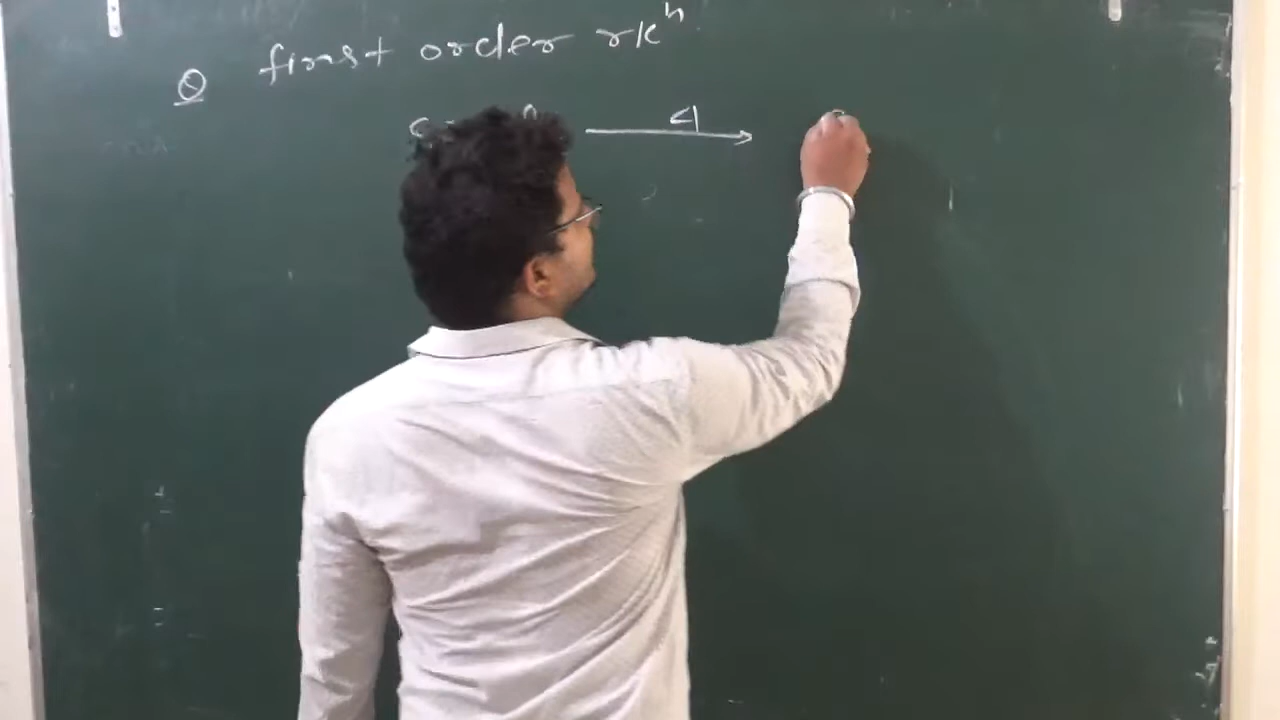 Q first order rkⁿ
Δ